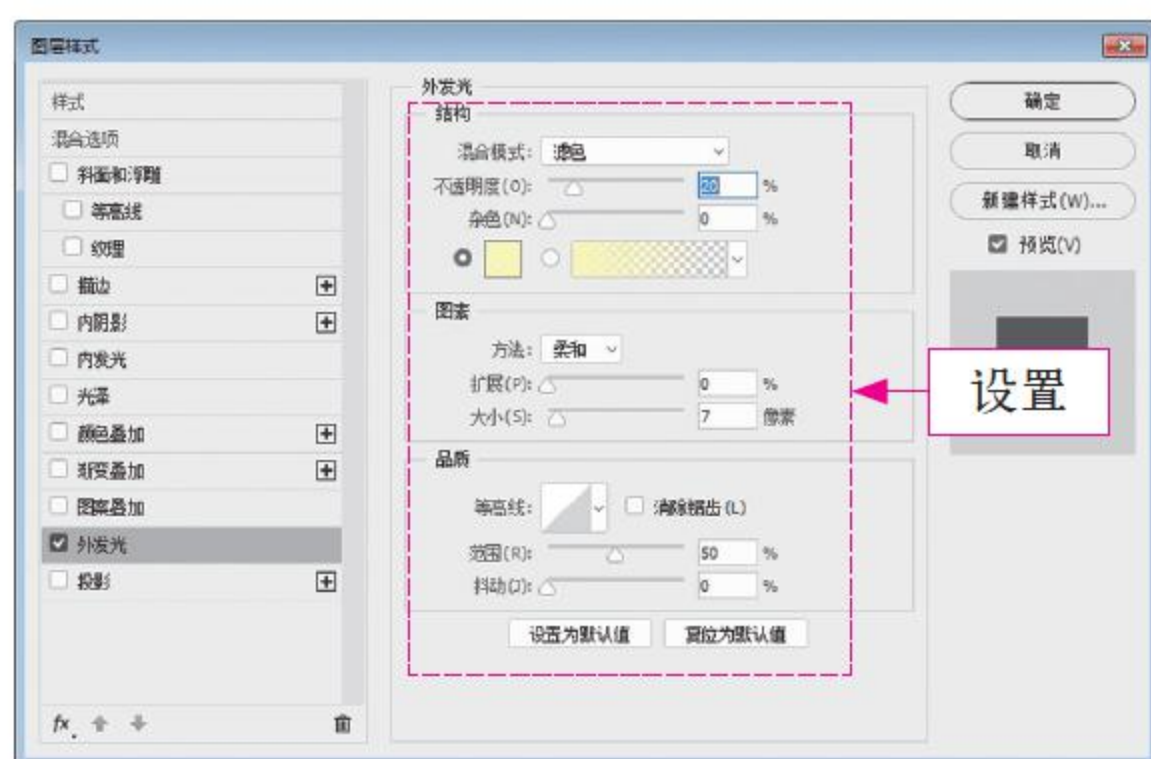 图层样式
样式
混合选项
斜面和浮雕
等高线
纹理
描边
内阴影
内发光
光泽
颜色叠加
渐变叠加
图案叠加
外发光
投影
fx
外发光
结构
混合模式: 滤色
不透明度(O): 20 %
杂色(N): 0 %
图素
方法: 柔和
扩展(P): 0 %
大小(S): 7 像素
品质
等高线: 消除锯齿(L)
范围(R): 50 %
抖动(J): 0 %
设置为默认值 复位为默认值
确定
取消
新建样式(W)...
预览(V)
设置